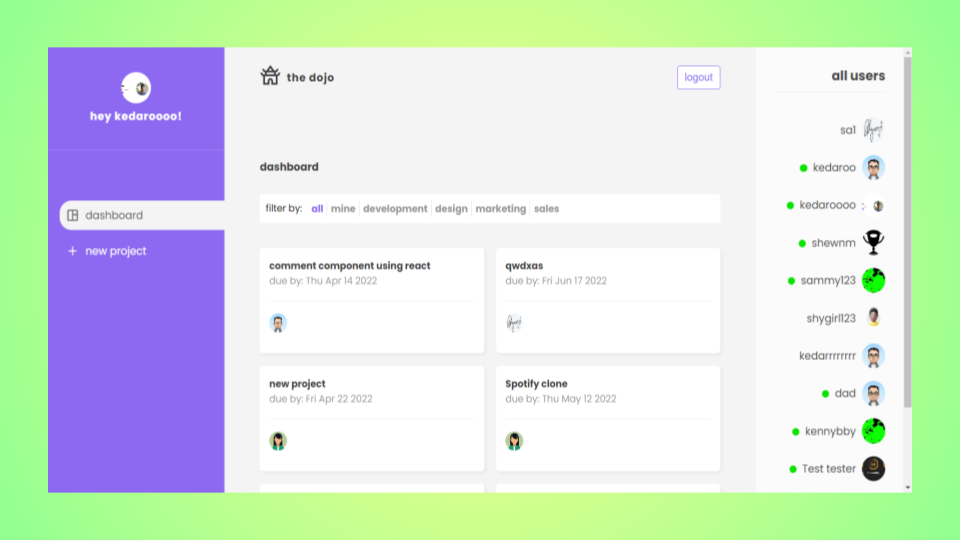 hey kedaroooo!
dashboard
+ new project
the dojo
logout
dashboard
filter by: all mine development design marketing sales
comment component using react
due by: Thu Apr 14 2022
qwdxas
due by: Fri Jun 17 2022
new project
due by: Fri Apr 22 2022
Spotify clone
due by: Thu May 12 2022
all users
sa1
kedaroo
kedaroooo
shewnm
sammy123
shygirl123
kedarrrrrrrr
dad
kennybby
Test tester